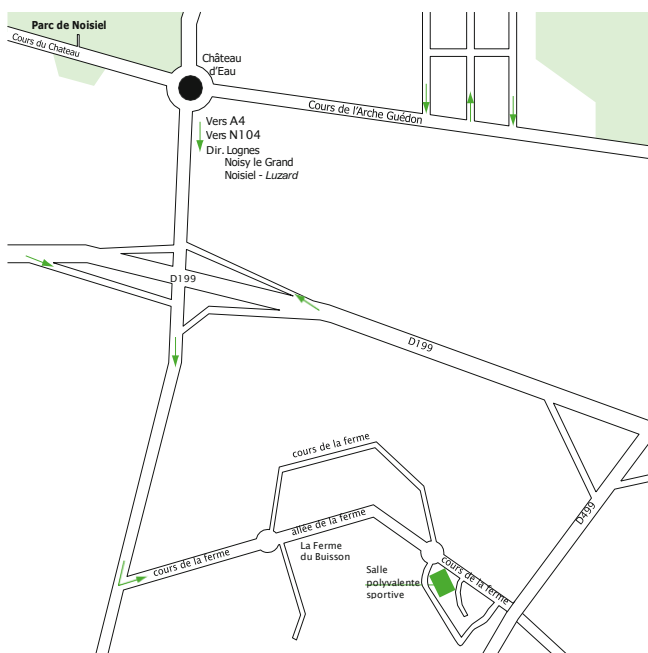 Parc de Noisiel
Cours du Chateau
Château
d'Eau
Cours de l'Arche Guédon
Vers A4
Vers N104
Dir. Lognes
Noisy le Grand
Noisiel - Luzard
D199
D199
cours de la ferme
D499
allée de la ferme
cours de la ferme
La Ferme
du Buisson
cours de la ferme
Salle
polyvalente
sportive